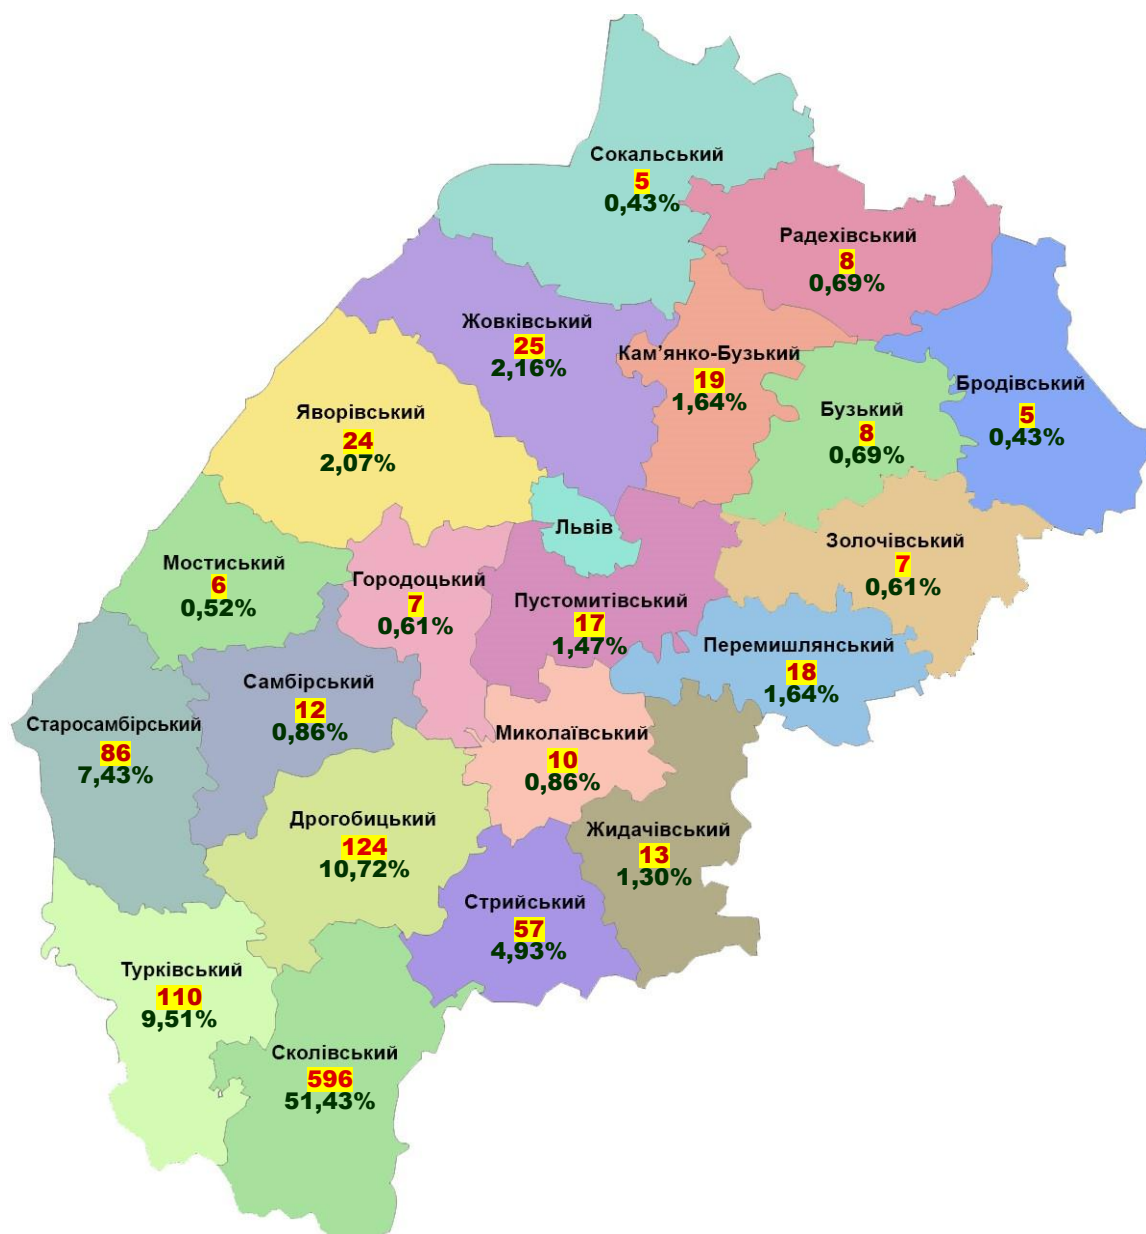 Сокальський
5
0,43%
Радехівський
8
0,69%
Жовківський
25
2,16%
Кам’янко-Бузький
19
1,64%
Бродівський
5
0,43%
Бузький
8
0,69%
Яворівський
24
2,07%
Львів
Золочівський
7
0,61%
Мостиський
6
0,52%
Городоцький
7
0,61%
Пустомитівський
17
1,47%
Перемишлянський
18
1,64%
Самбірський
12
0,86%
Старосамбірський
86
7,43%
Миколаївський
10
0,86%
Дрогобицький
124
10,72%
Жидачівський
13
1,30%
Стрийський
57
4,93%
Турківський
110
9,51%
Сколівський
596
51,43%